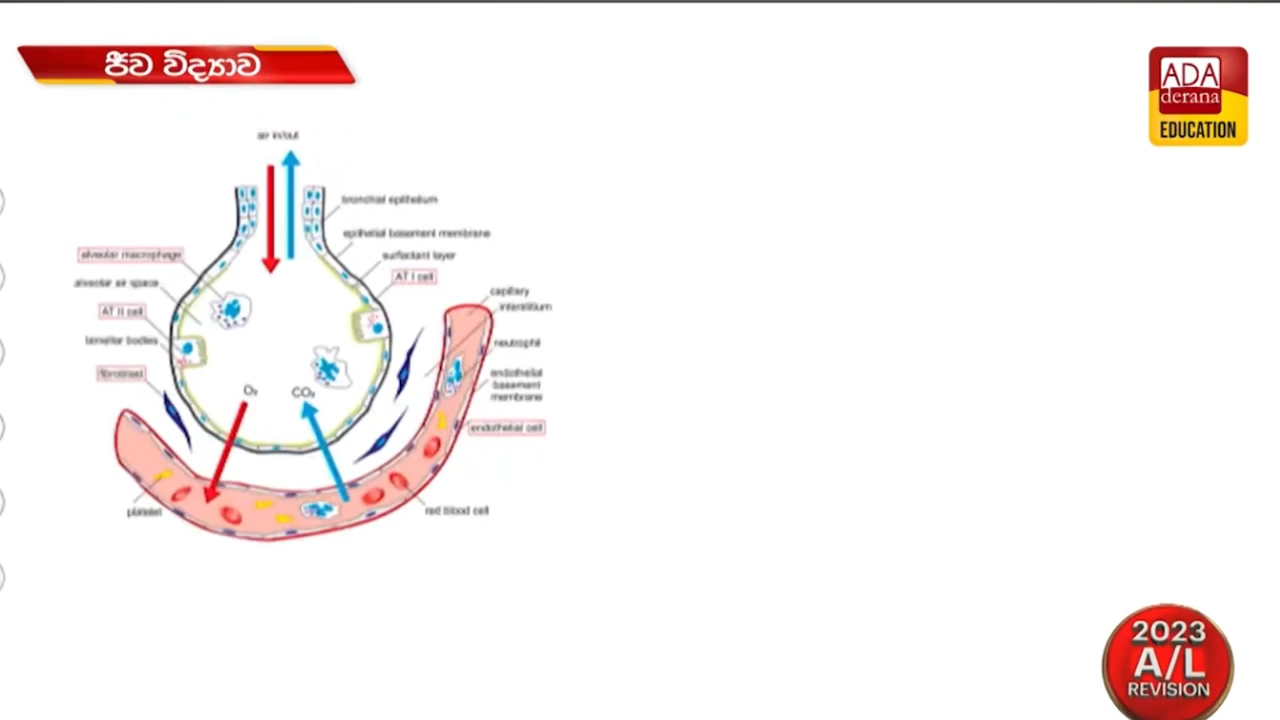 ජීව විද්‍යාව
ADA
derana
EDUCATION
air in/out
bronchial epithelium
epithelial basement membrane
surfactant layer
AT I cell
alveolar macrophage
alveolar air space
AT II cell
lamellar bodies
fibroblast
capillary
interstitium
neutrophil
endothelial
basement
membrane
endothelial cell
O₂
CO₂
platelet
red blood cell
2023
A/L
REVISION